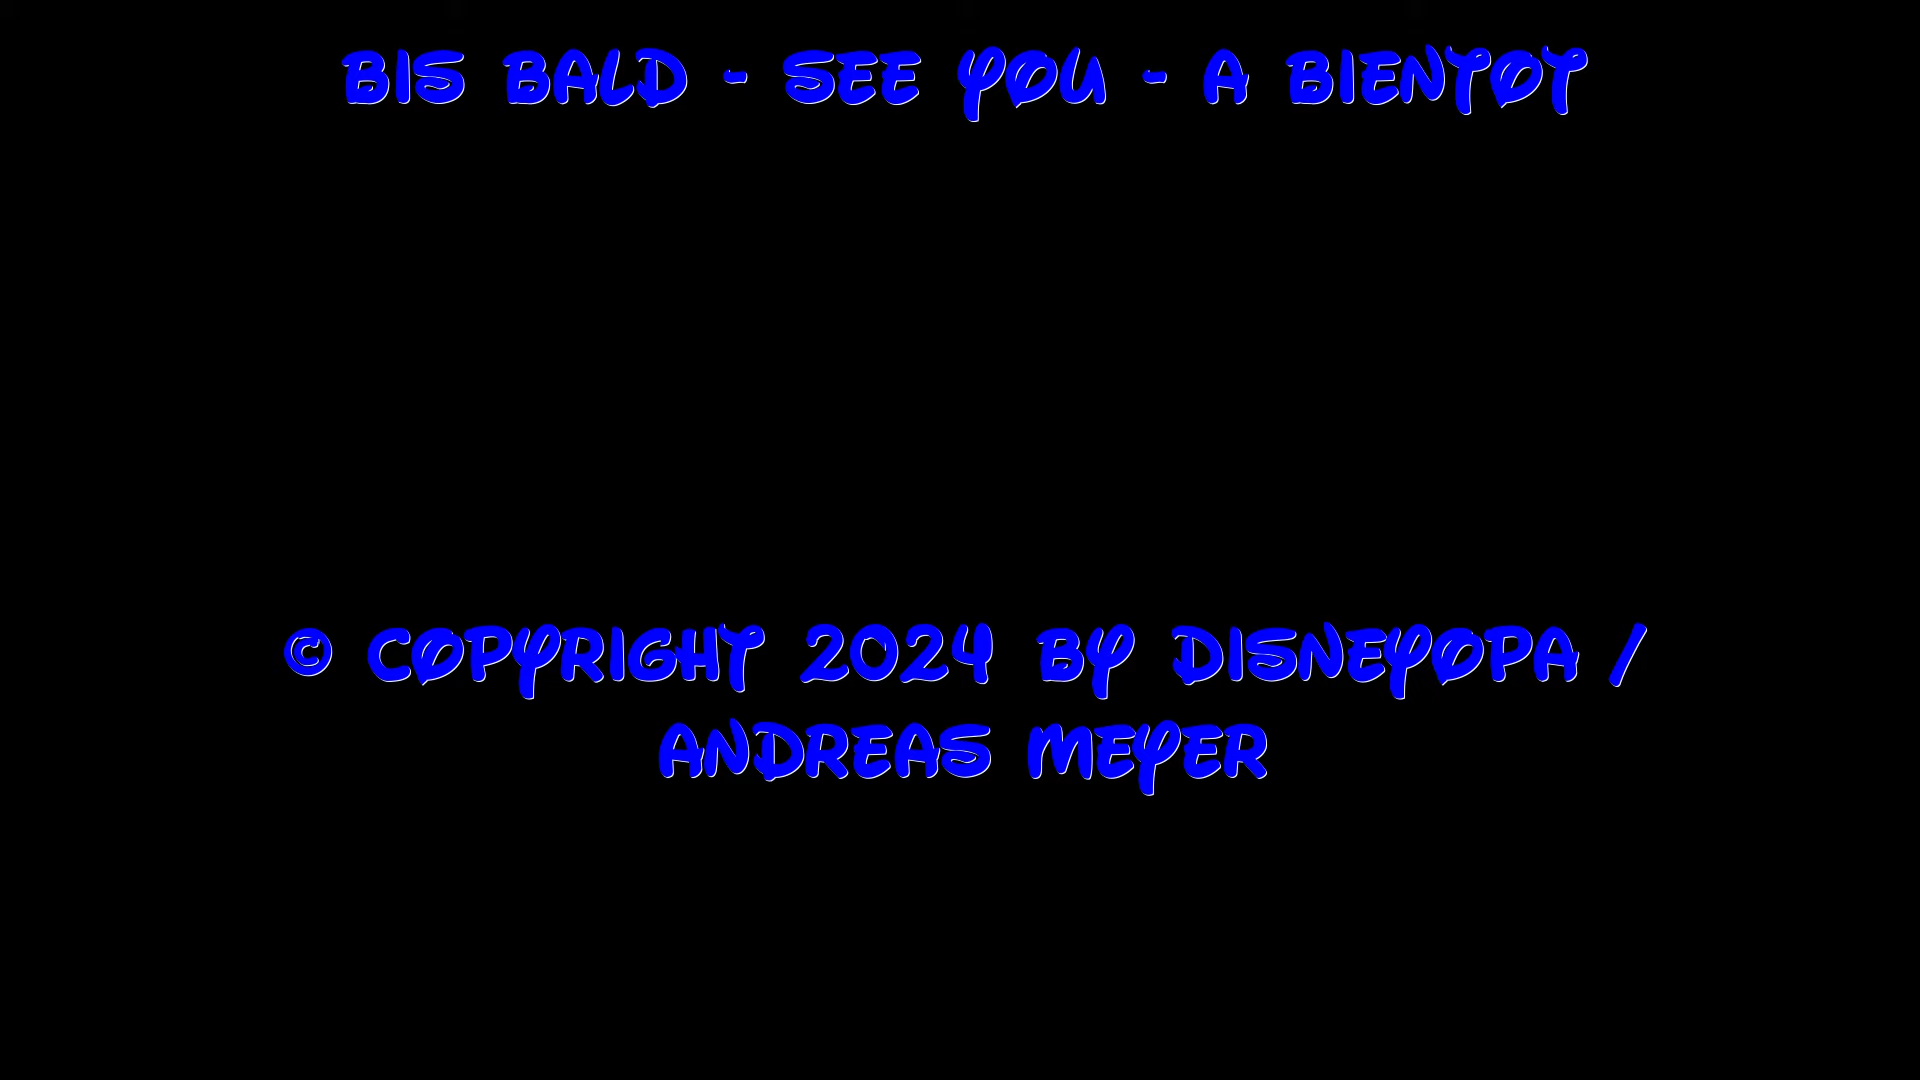 BIS BALD - SEE YOU - A BIENTOT
© COPYRIGHT 2024 BY DISNEYOPA /
ANDREAS MEYER